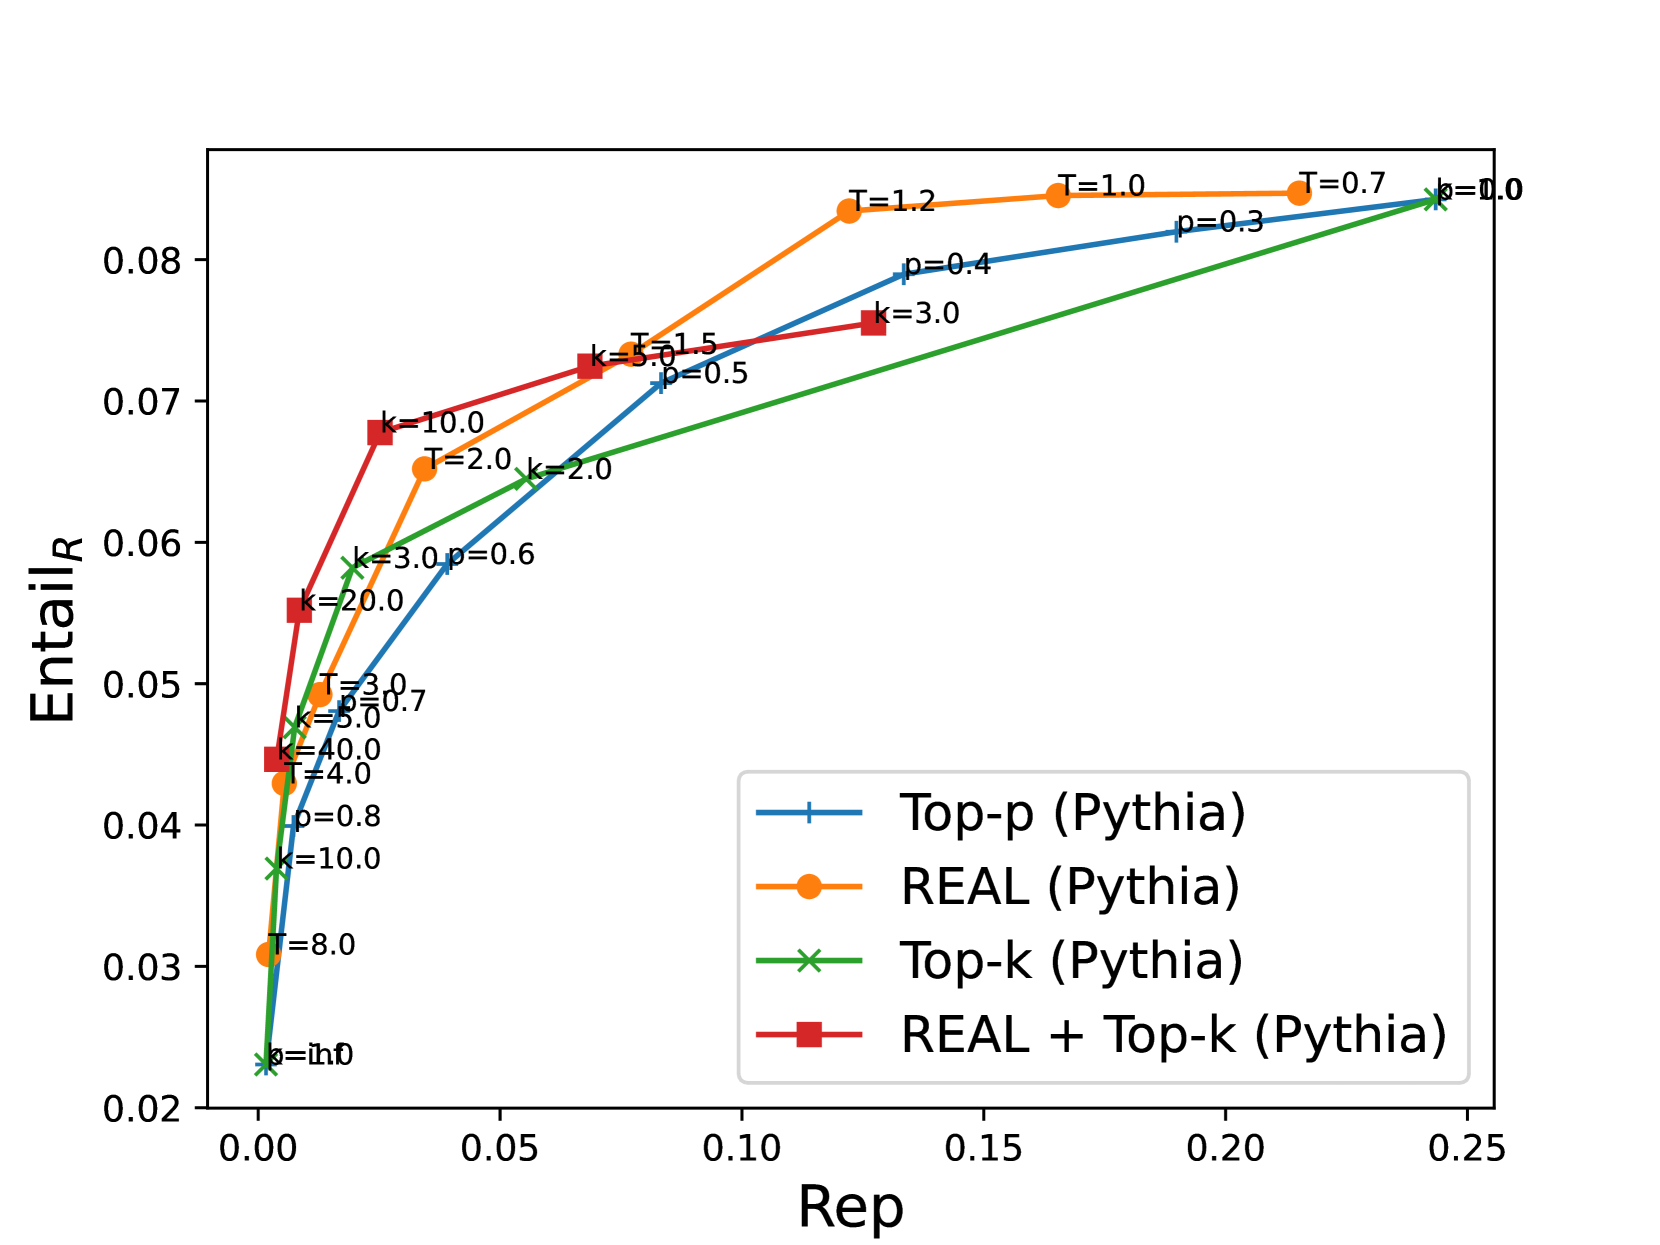 T=0.7
T=1.0
T=1.2
p=0.3
p=0.4
k=3.0
T=1.5
k=5.0
p=0.5
k=10.0
T=2.0
k=2.0
k=3.0
p=0.6
k=20.0
T=3.0
p=0.7
k=5.0
k=40.0
T=4.0
p=0.8
k=10.0
T=8.0
0.08
0.07
0.06
0.05
0.04
0.03
0.02
Entail_R
Top-p (Pythia)
REAL (Pythia)
Top-k (Pythia)
REAL + Top-k (Pythia)
0.00 0.05 0.10 0.15 0.20 0.25
Rep